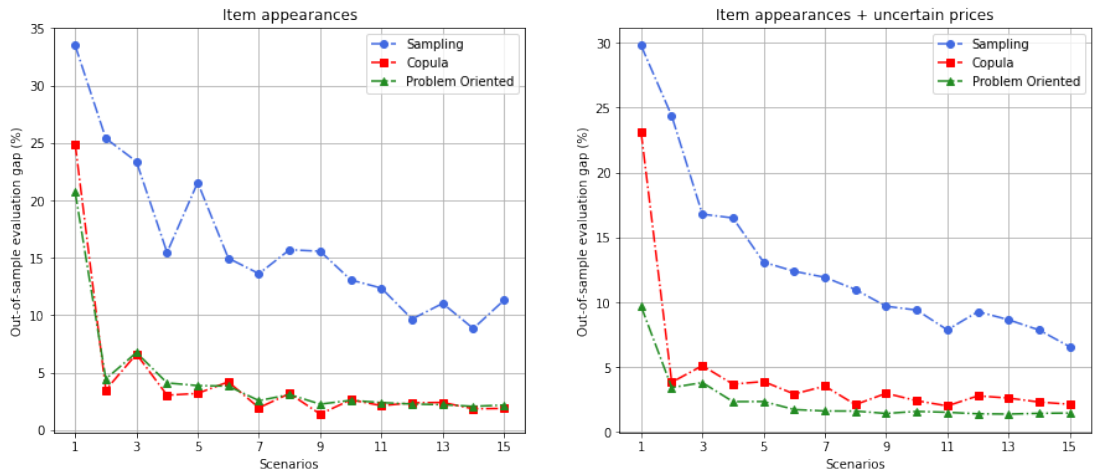 Item appearances
Out-of-sample evaluation gap (%)
35
30
25
20
15
10
5
0
Sampling
Copula
Problem Oriented
1 3 5 7 9 11 13 15
Scenarios
Item appearances + uncertain prices
Out-of-sample evaluation gap (%)
30
25
20
15
10
5
0
Sampling
Copula
Problem Oriented
1 3 5 7 9 11 13 15
Scenarios